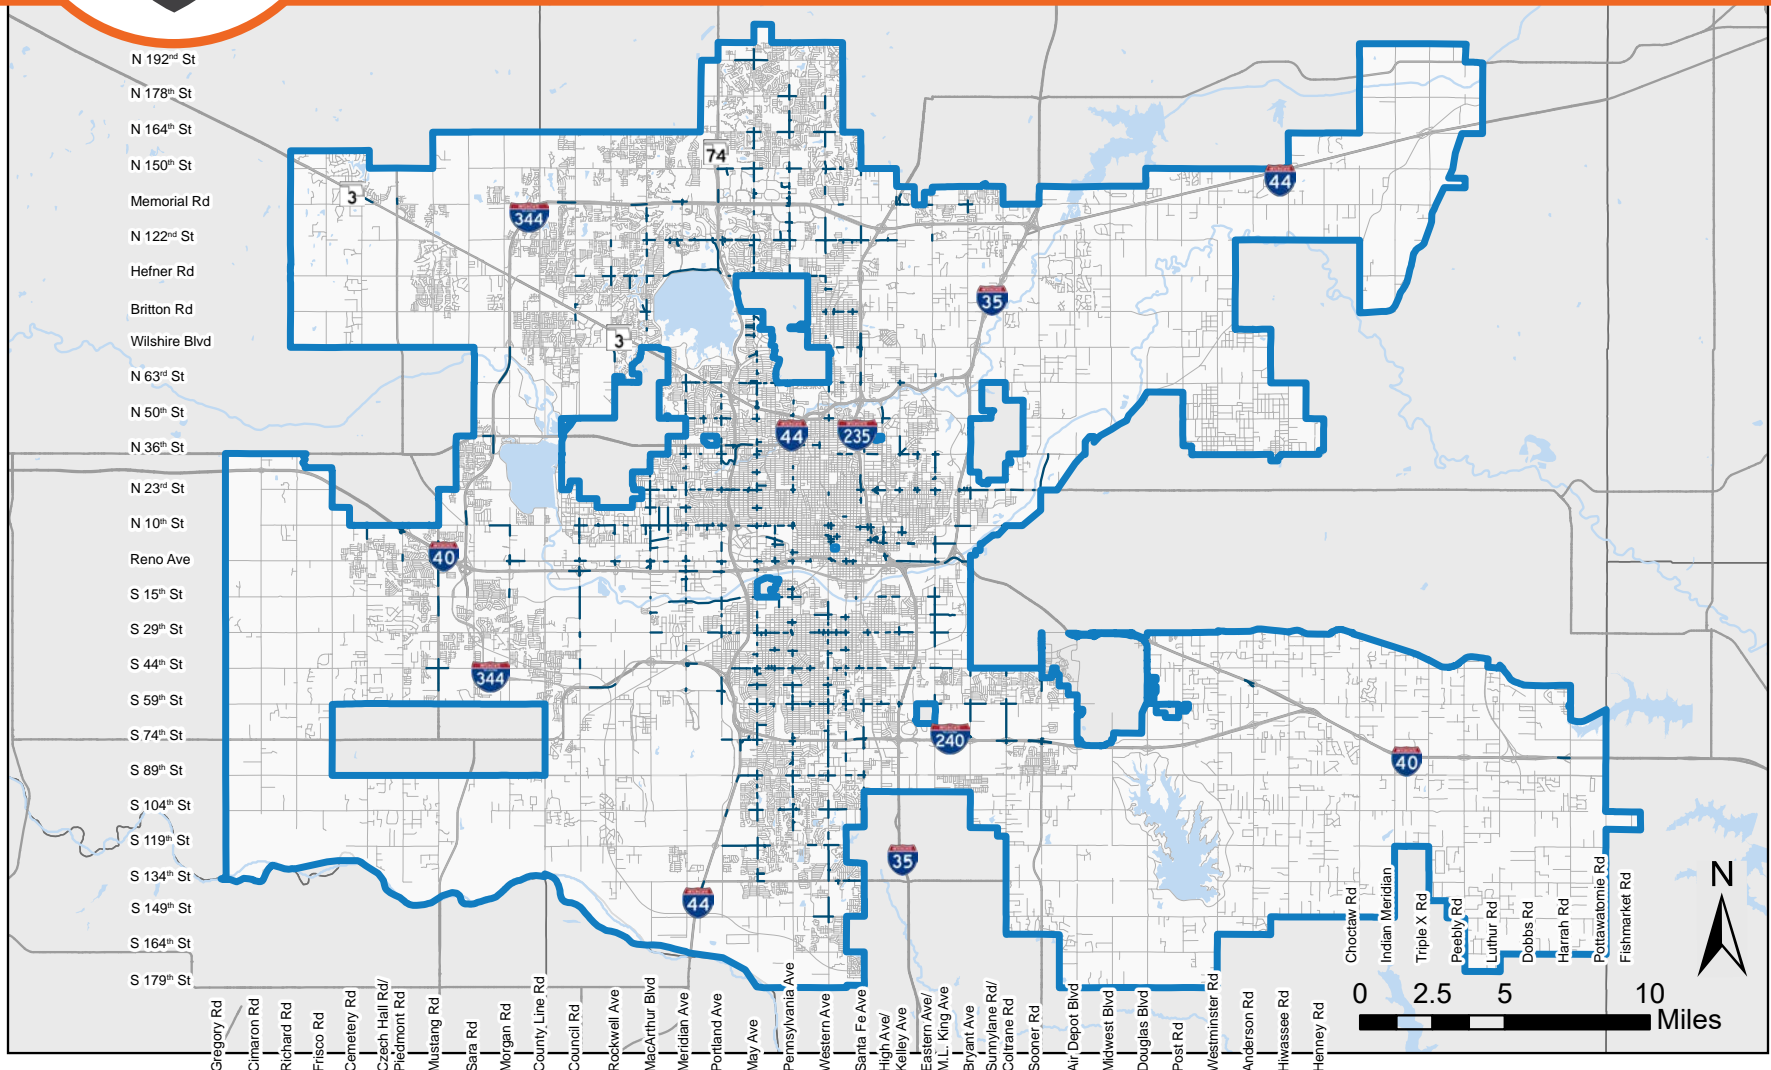 N 192nd St
N 178th St
N 164th St
74
N 150th St
44
3
Memorial Rd
344
N 122nd St
Hefner Rd
35
Britton Rd
3
Wilshire Blvd
N 63rd St
N 50th St
44
235
N 36th St
N 23rd St
N 10th St
40
Reno Ave
S 15th St
S 29th St
S 44th St
344
S 59th St
S 74th St
240
40
S 89th St
S 104th St
S 119th St
35
S 134th St
44
S 149th St
S 164th St
S 179th St
N
0 2.5 5 10
Miles
Gregory Rd
Cimarron Rd
Richard Rd
Frisco Rd
Cemetery Rd
Czech Hall Rd/
Piedmont Rd
Mustang Rd
Sara Rd
Morgan Rd
County Line Rd
Council Rd
Rockwell Ave
MacArthur Blvd
Meridian Ave
Portland Ave
May Ave
Pennsylvania Ave
Western Ave
Santa Fe Ave
High Ave/
Kelley Ave
Eastern Ave/
M.L. King Ave
Bryant Ave
Sunnylane Rd/
Coltrane Rd
Sooner Rd
Air Depot Blvd
Midwest Blvd
Douglas Blvd
Post Rd
Westminster Rd
Anderson Rd
Hiwassee Rd
Henney Rd
Choctaw Rd
Indian Meridian
Triple X Rd
Peebly Rd
Luthur Rd
Dobbs Rd
Harrah Rd
Pottawatomie Rd
Fishmarket Rd